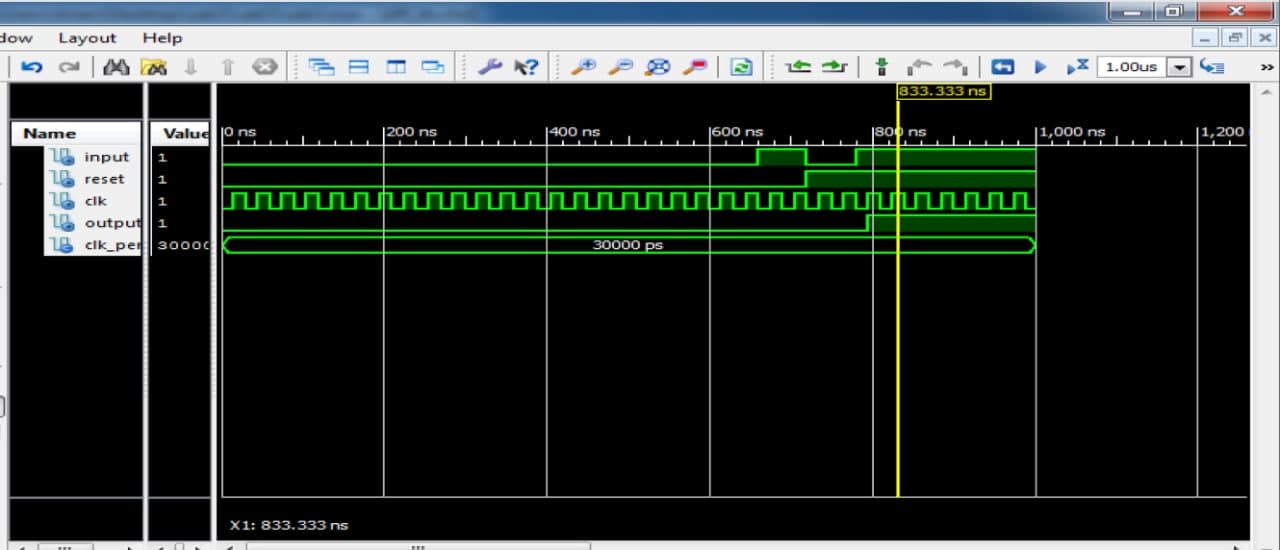 dow Layout Help
1.00us
»
833.333 ns
Name Value 0 ns 200 ns 400 ns 600 ns 800 ns 1,000 ns 1,200
input 1
reset 1
clk 1
output 1
clk_per 30000 30000 ps
X1: 833.333 ns